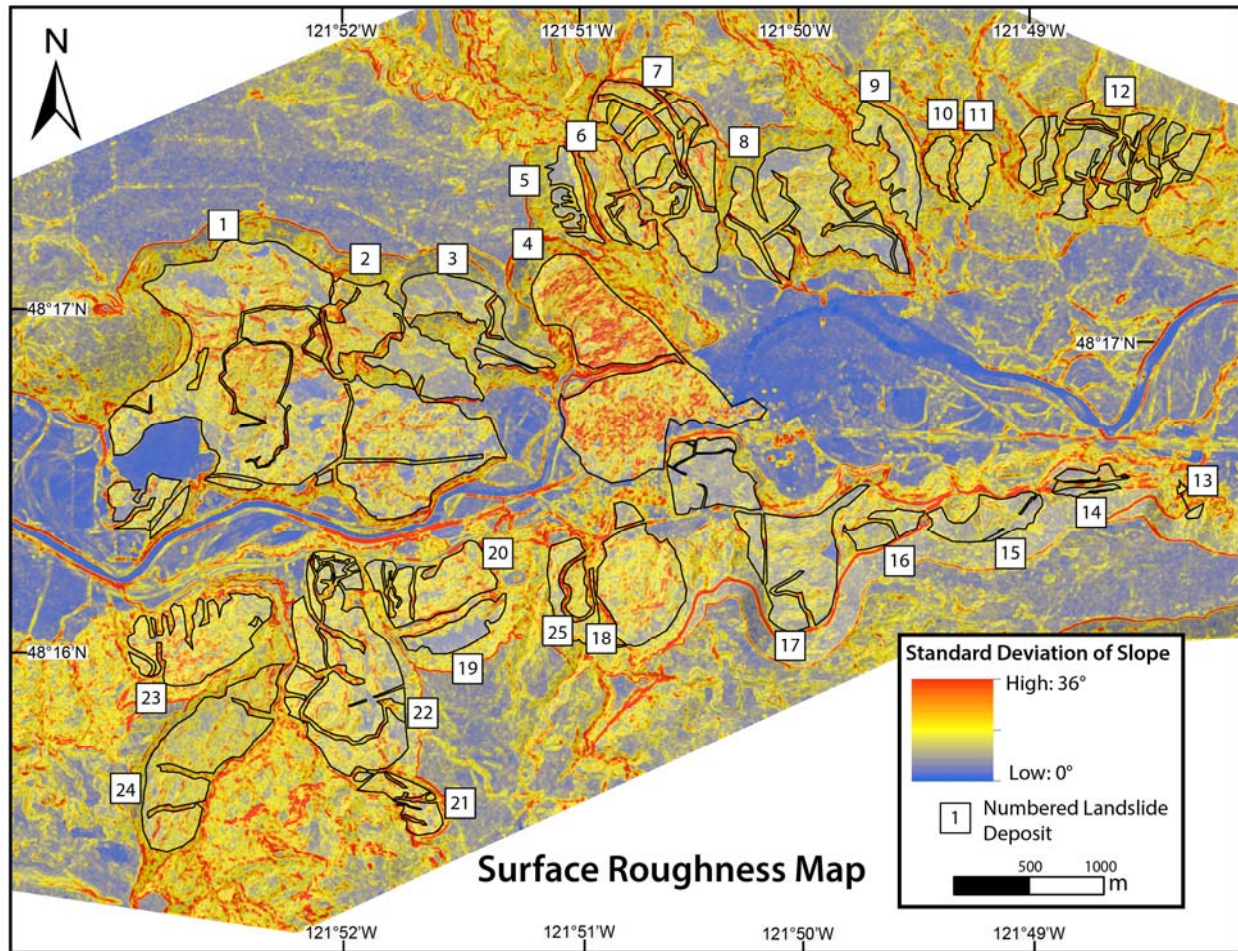 121°52'W
121°51'W
121°50'W
121°49'W
N
7
9
12
10
11
6
8
5
1
4
2
3
48°17'N
48°17'N
13
14
20
16
15
25
18
17
19
48°16'N
23
22
24
21
Standard Deviation of Slope
High: 36°
Low: 0°
1
Numbered Landslide
Deposit
500
1000
m
Surface Roughness Map
121°52'W
121°51'W
121°50'W
121°49'W